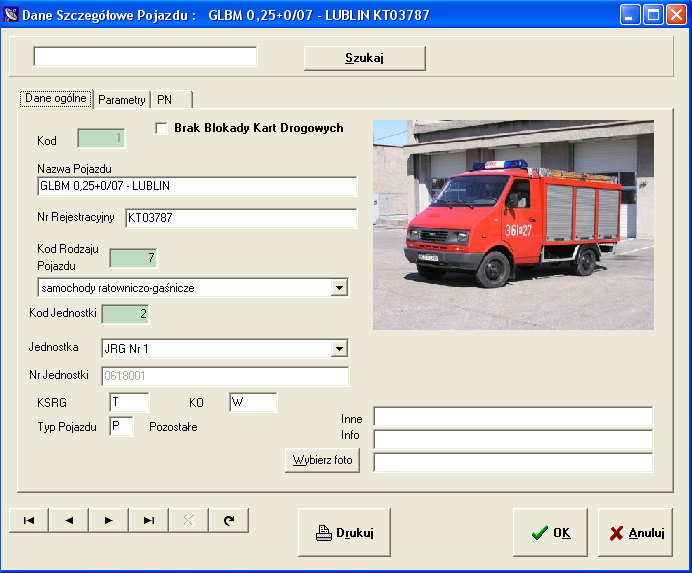 Dane Szczegółowe Pojazdu : GLBM 0,25+0/07 - LUBLIN KT03787
Szukaj
Dane ogólne Parametry PN
Kod 1 Brak Blokady Kart Drogowych
Nazwa Pojazdu
GLBM 0,25+0/07 - LUBLIN
Nr Rejestracyjny KT03787
Kod Rodzaju
Pojazdu 7
samochody ratowniczo-gaśnicze
Kod Jednostki 2
Jednostka JRG Nr 1
Nr Jednostki 0618001
KSRG T KO W
Typ Pojazdu P Pozostałe
361 27
Inne
Info
Wybierz foto
Drukuj OK Anuluj